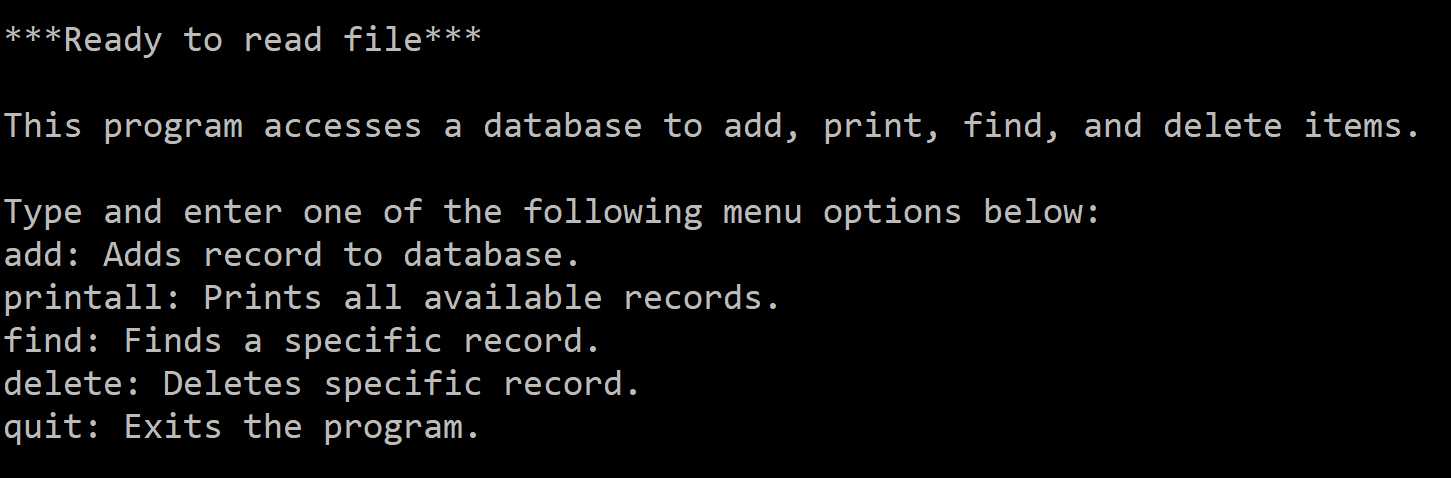 ***Ready to read file***
This program accesses a database to add, print, find, and delete items.
Type and enter one of the following menu options below:
add: Adds record to database.
printall: Prints all available records.
find: Finds a specific record.
delete: Deletes specific record.
quit: Exits the program.